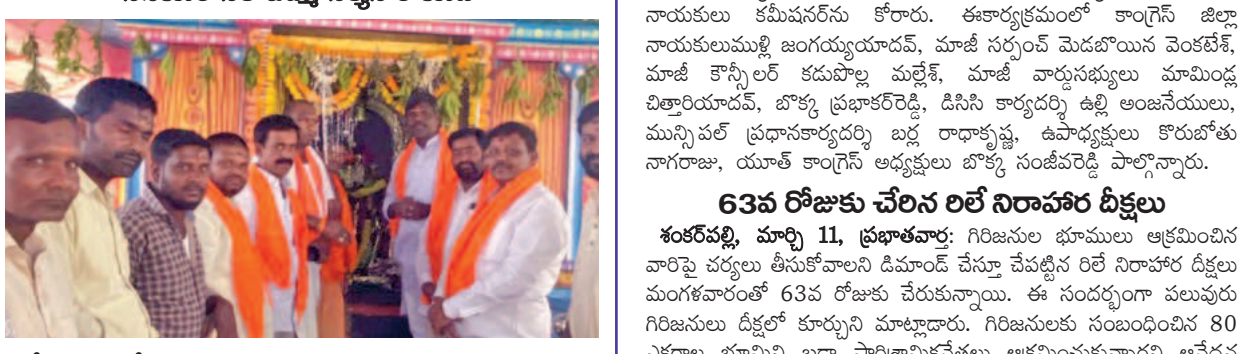 నాయకులు కమీషనర్‌ను కోరారు. ఈకార్యక్రమంలో కాంగ్రెస్ జిల్లా
నాయకులుముళ్లి జంగయ్యయాదవ్, మాజీ సర్పంచ్ మెడబొయిన వెంకటేశ్,
మాజీ కౌన్సీలర్ కడుపొల్ల మల్లేశ్, మాజీ వార్డుసభ్యులు మామిండ్ల
చిత్తారియాదవ్, బొక్క ప్రభాకర్‌రెడ్డి, డిసిసి కార్యదర్శి ఉల్లి అంజనేయులు,
మున్సిపల్ ప్రధానకార్యదర్శి బర్ల రాధాకృష్ణ, ఉపాధ్యక్షులు కొరుబోతు
నాగరాజు, యూత్ కాంగ్రెస్ అధ్యక్షులు బొక్క సంజీవరెడ్డి పాల్గొన్నారు.
63వ రోజుకు చేరిన రిలే నిరాహార దీక్షలు
శంకర్‌పల్లి, మార్చి 11, ప్రభాతవార్త: గిరిజనుల భూములు ఆక్రమించిన
వారిపై చర్యలు తీసుకోవాలని డిమాండ్ చేస్తూ చేపట్టిన రిలే నిరాహార దీక్షలు
మంగళవారంతో 63వ రోజుకు చేరుకున్నాయి. ఈ సందర్భంగా పలువురు
గిరిజనులు దీక్షలో కూర్చుని మాట్లాడారు. గిరిజనులకు సంబంధించిన 80